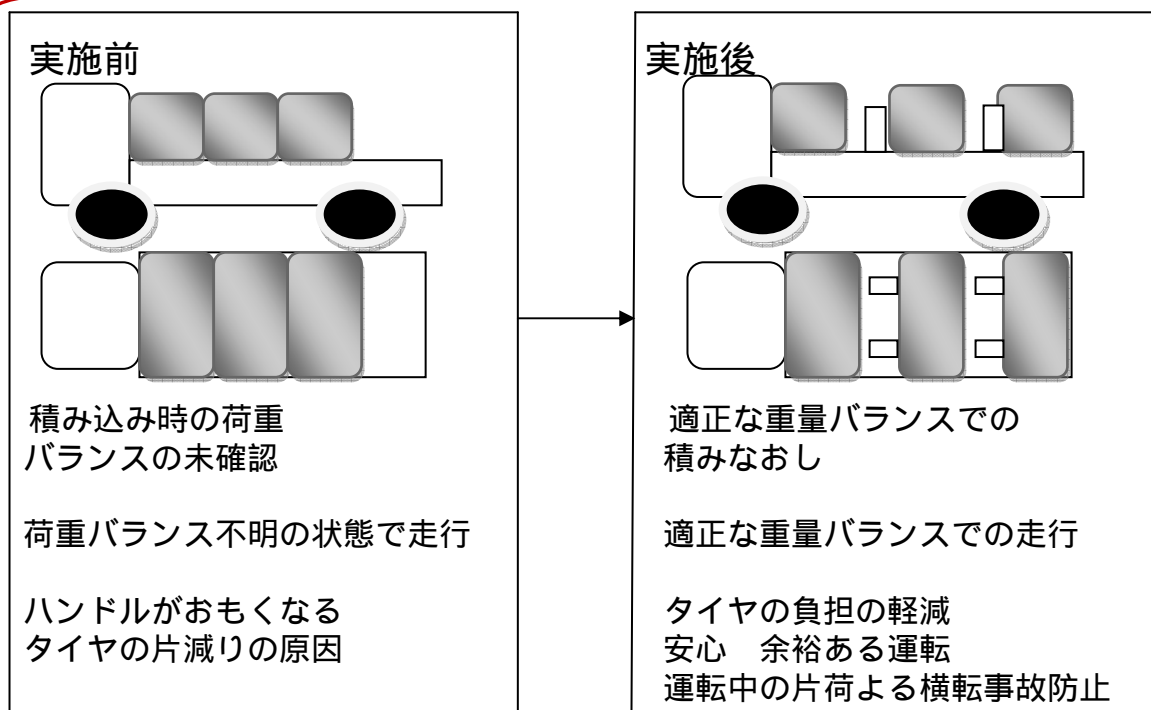 実施前
積み込み時の荷重
バランスの未確認
荷重バランス不明の状態で走行
ハンドルがおもくなる
タイヤの片減りの原因
実施後
適正な重量バランスでの
積みなおし
適正な重量バランスでの走行
タイヤの負担の軽減
安心　余裕ある運転
運転中の片荷よる横転事故防止